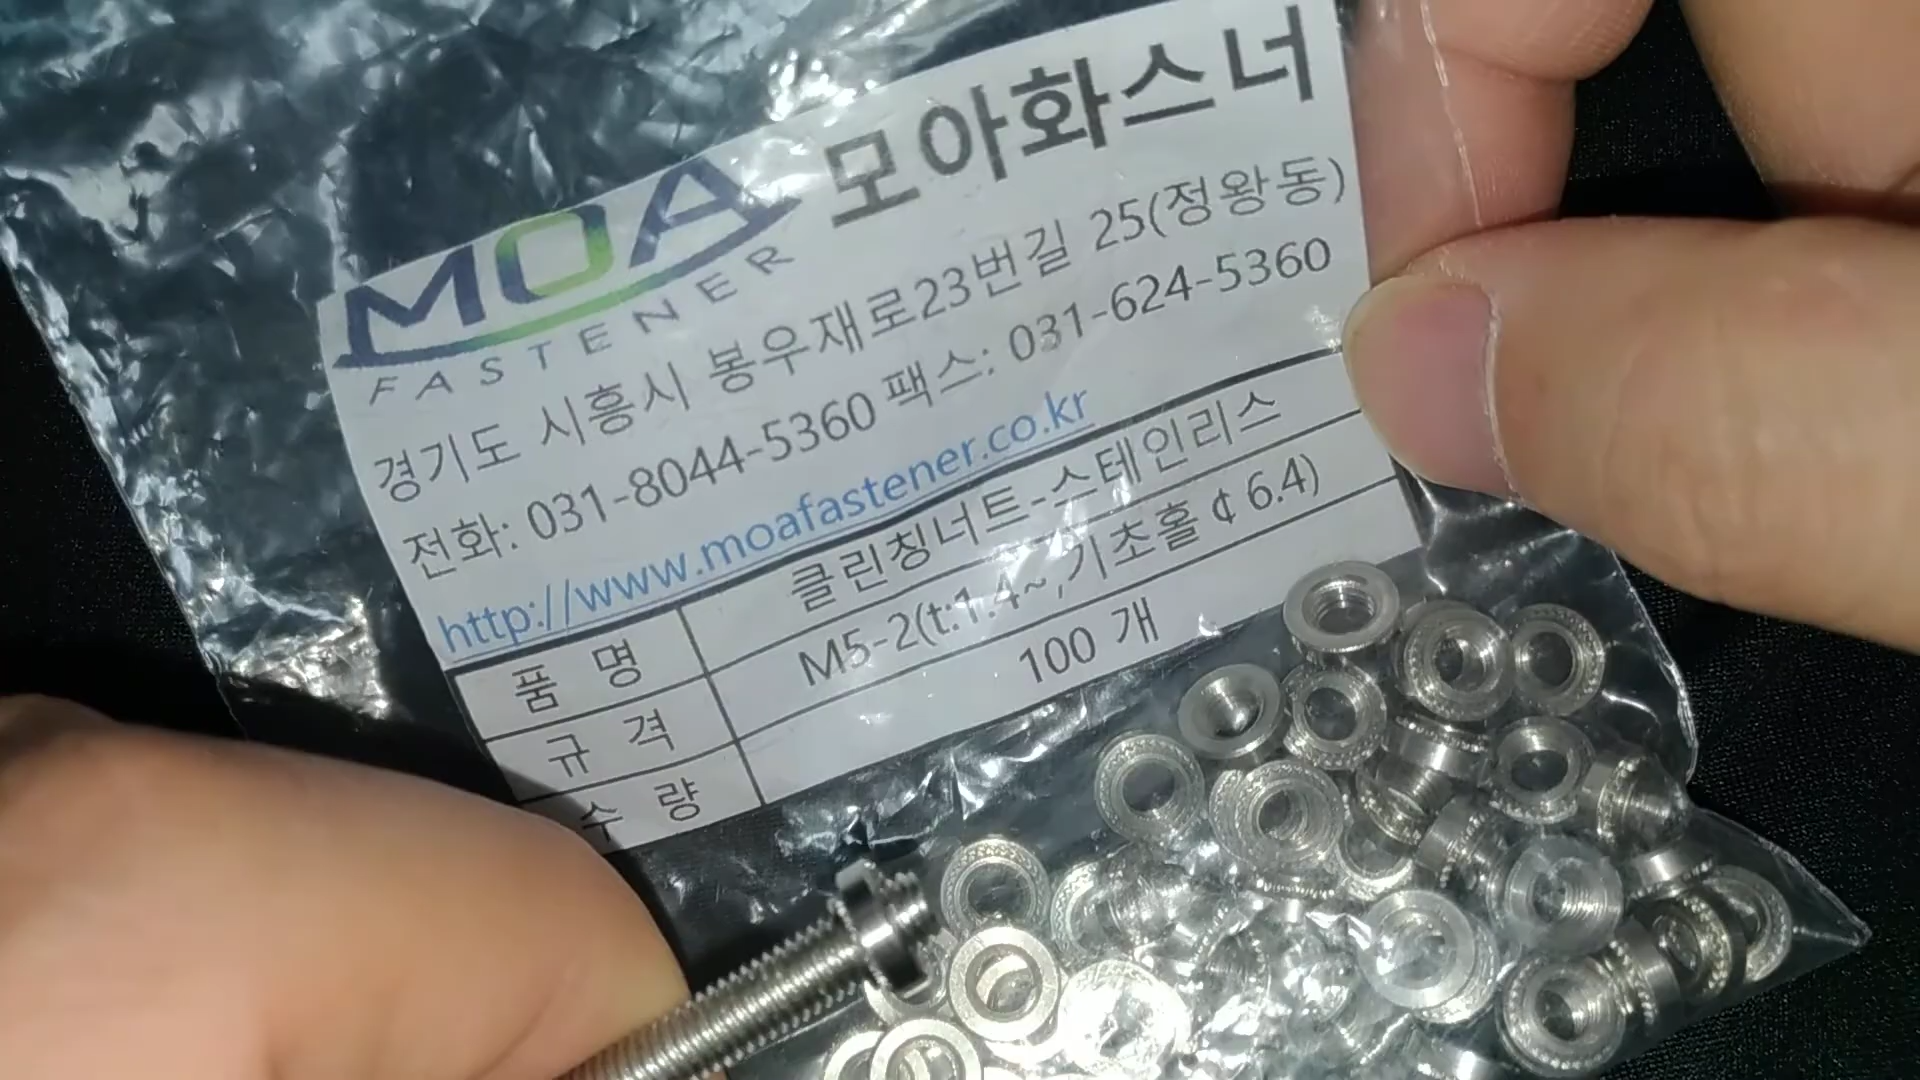 MOA
FASTENER
모아화스너
경기도 시흥시 봉우재로23번길 25(정왕동)
전화: 031-8044-5360 팩스: 031-624-5360
http://www.moafastener.co.kr
품 명 클린칭너트-스테인리스
규 격 M5-2(t:1.4~,기초홀 ¢ 6.4)
수 량 100 개